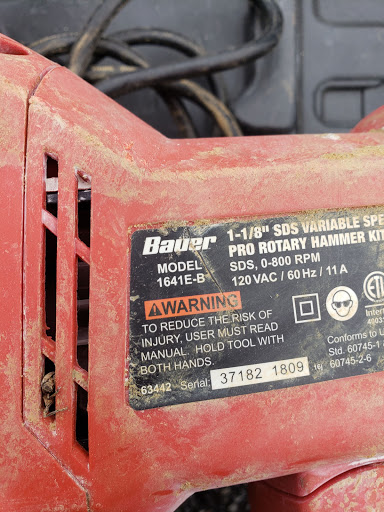 Bauer
MODEL
1641E-B
1-1/8" SDS VARIABLE
PRO ROTARY HAMMER KIT
SDS, 0-800 RPM
120 VAC / 60 Hz / 11 A
WARNING
TO REDUCE THE RISK OF
INJURY, USER MUST READ
MANUAL. HOLD TOOL WITH
BOTH HANDS.
63442 Serial: 37182 1809
ETL
Conforms to
Std. 60745-1
60745-2-6